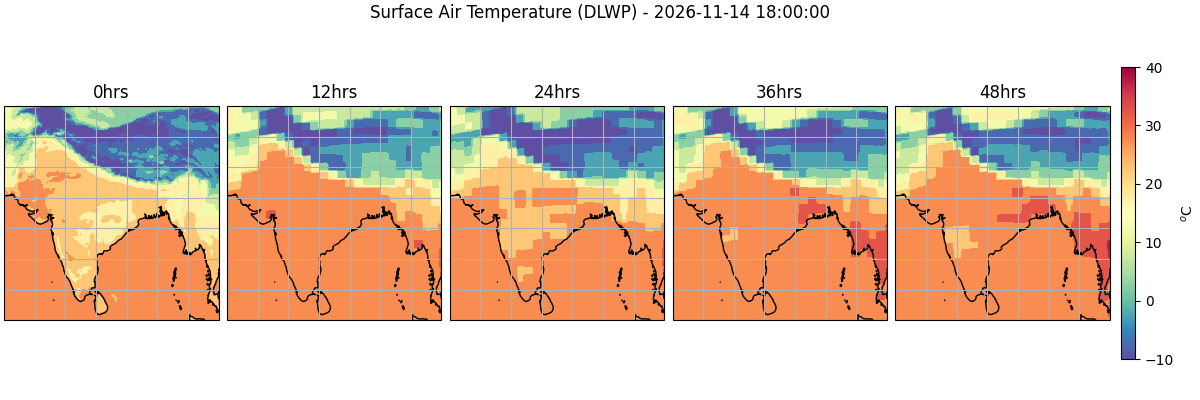 Surface Air Temperature (DLWP) - 2026-11-14 18:00:00
0hrs
12hrs
24hrs
36hrs
48hrs
40
30
20
10
0
−10
°C